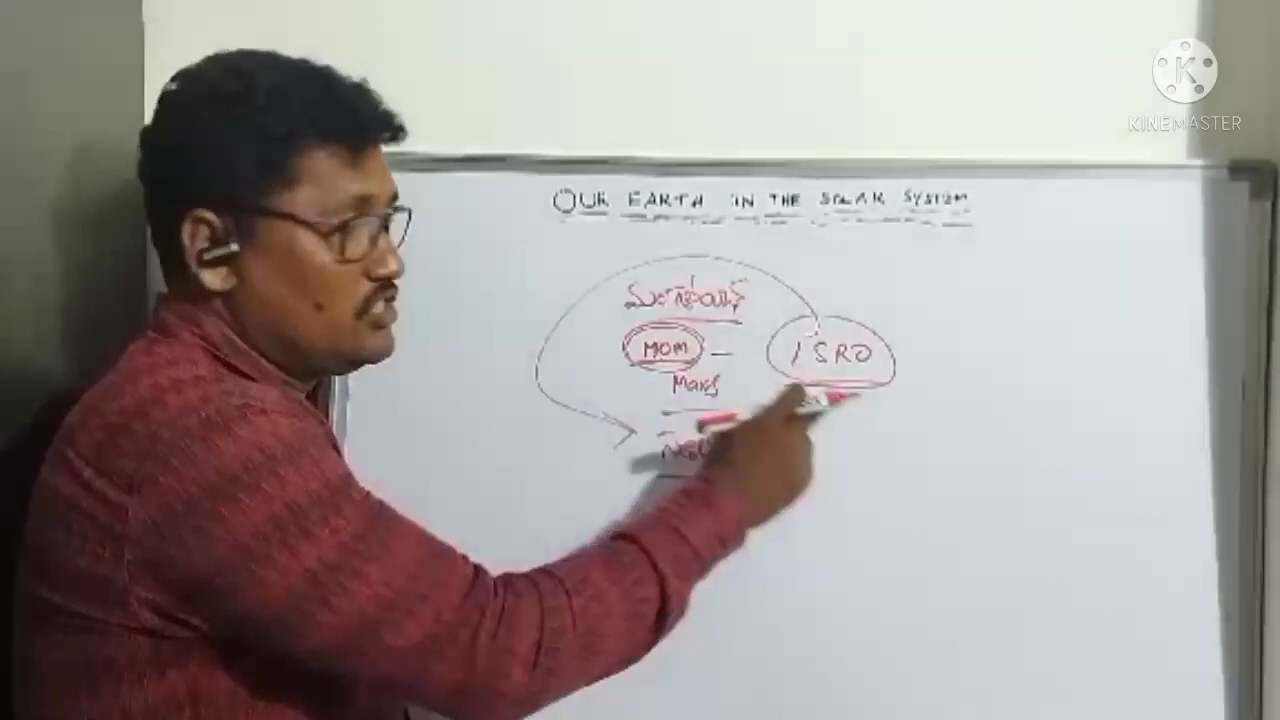 OUR EARTH IN THE SOLAR SYSTEM
మంగళయాన్
MOM -
ISRO
Mars
K
KINEMASTER